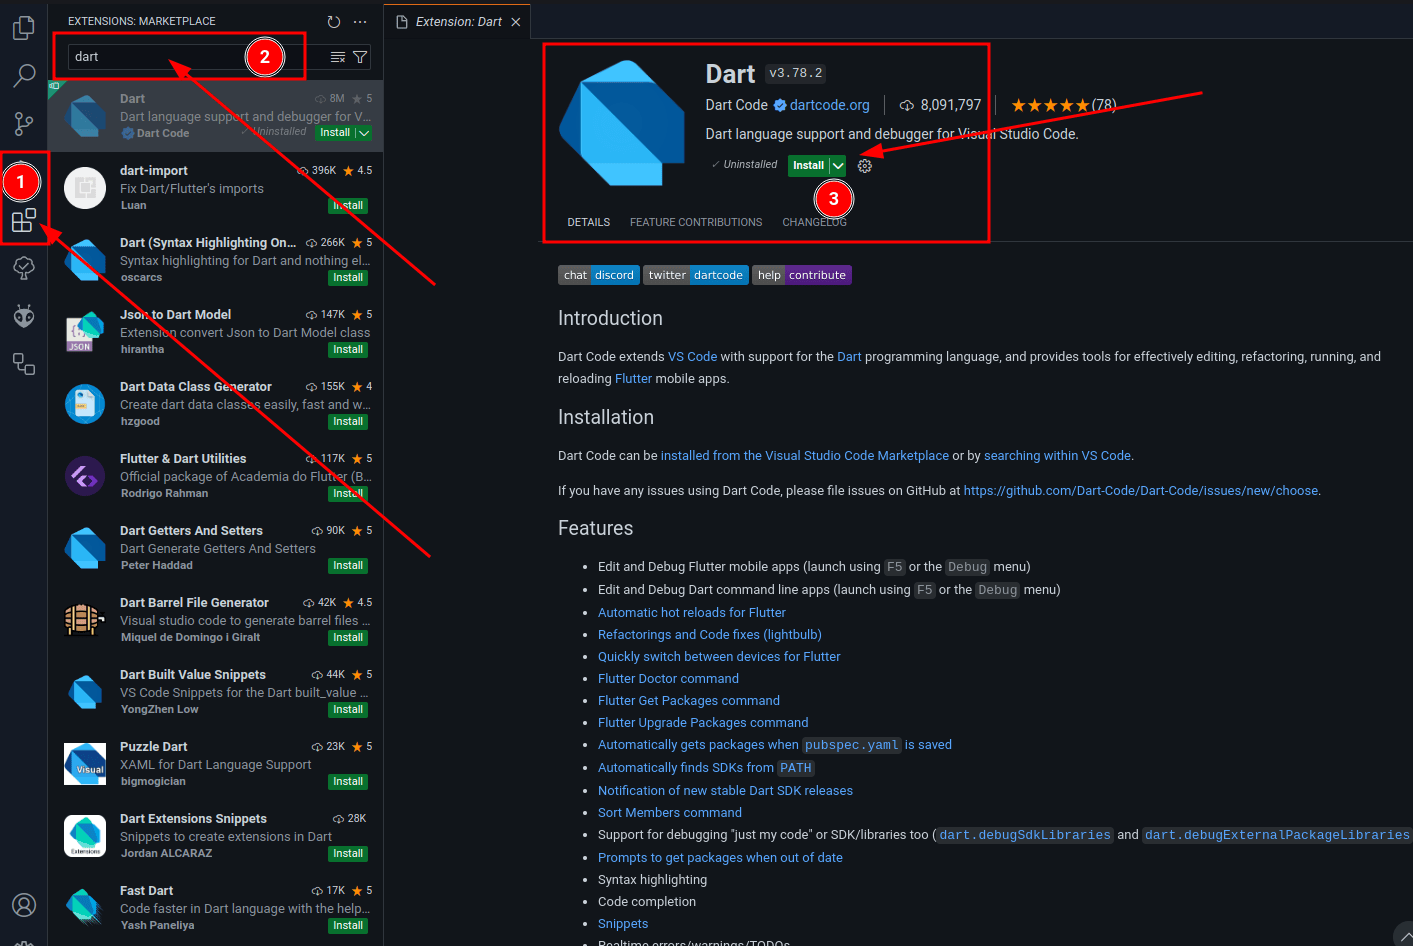 EXTENSIONS: MARKETPLACE
dart
2
1
Dart
8M
5
Dart language support and debugger for V...
Dart Code
Uninstalled
Install
dart-import
396K
4.5
Fix Dart/Flutter's imports
Luan
Install
Dart (Syntax Highlighting On...
266K
5
Syntax highlighting for Dart and nothing el...
oscarcs
Install
Json to Dart Model
147K
5
Extension convert Json to Dart Model class
hirantha
Install
JSON
Dart Data Class Generator
155K
4
Create dart data classes easily, fast and w...
hzgood
Install
Flutter & Dart Utilities
117K
5
Official package of Academia do Flutter (B...
Rodrigo Rahman
Install
Dart Getters And Setters
90K
5
Dart Generate Getters And Setters
Peter Haddad
Install
Dart Barrel File Generator
42K
4.5
Visual studio code to generate barrel files ...
Miquel de Domingo i Giralt
Install
Dart Built Value Snippets
44K
5
VS Code Snippets for the Dart built_value ...
YongZhen Low
Install
Puzzle Dart
23K
5
XAML for Dart Language Support
bigmogician
Install
Visual
Dart Extensions Snippets
28K
Snippets to create extensions in Dart
Jordan ALCARAZ
Install
Extensions
Fast Dart
17K
5
Code faster in Dart language with the help...
Yash Paneliya
Install
Extension: Dart
Dart
v3.78.2
Dart Code
dartcode.org
8,091,797
(78)
Dart language support and debugger for Visual Studio Code.
Uninstalled
Install
3
DETAILS
FEATURE CONTRIBUTIONS
CHANGELOG
chat discord
twitter dartcode
help contribute
Introduction
Dart Code extends VS Code with support for the Dart programming language, and provides tools for effectively editing, refactoring, running, and
reloading Flutter mobile apps.
Installation
Dart Code can be installed from the Visual Studio Code Marketplace or by searching within VS Code.
If you have any issues using Dart Code, please file issues on GitHub at https://github.com/Dart-Code/Dart-Code/issues/new/choose.
Features
• Edit and Debug Flutter mobile apps (launch using F5 or the Debug menu)
• Edit and Debug Dart command line apps (launch using F5 or the Debug menu)
• Automatic hot reloads for Flutter
• Refactorings and Code fixes (lightbulb)
• Quickly switch between devices for Flutter
• Flutter Doctor command
• Flutter Get Packages command
• Flutter Upgrade Packages command
• Automatically gets packages when pubspec.yaml is saved
• Automatically finds SDKs from PATH
• Notification of new stable Dart SDK releases
• Sort Members command
• Support for debugging "just my code" or SDK/libraries too (dart.debugSdkLibraries and dart.debugExternalPackageLibraries
• Prompts to get packages when out of date
• Syntax highlighting
• Code completion
• Snippets
• Realtime errors/warnings/TODOs